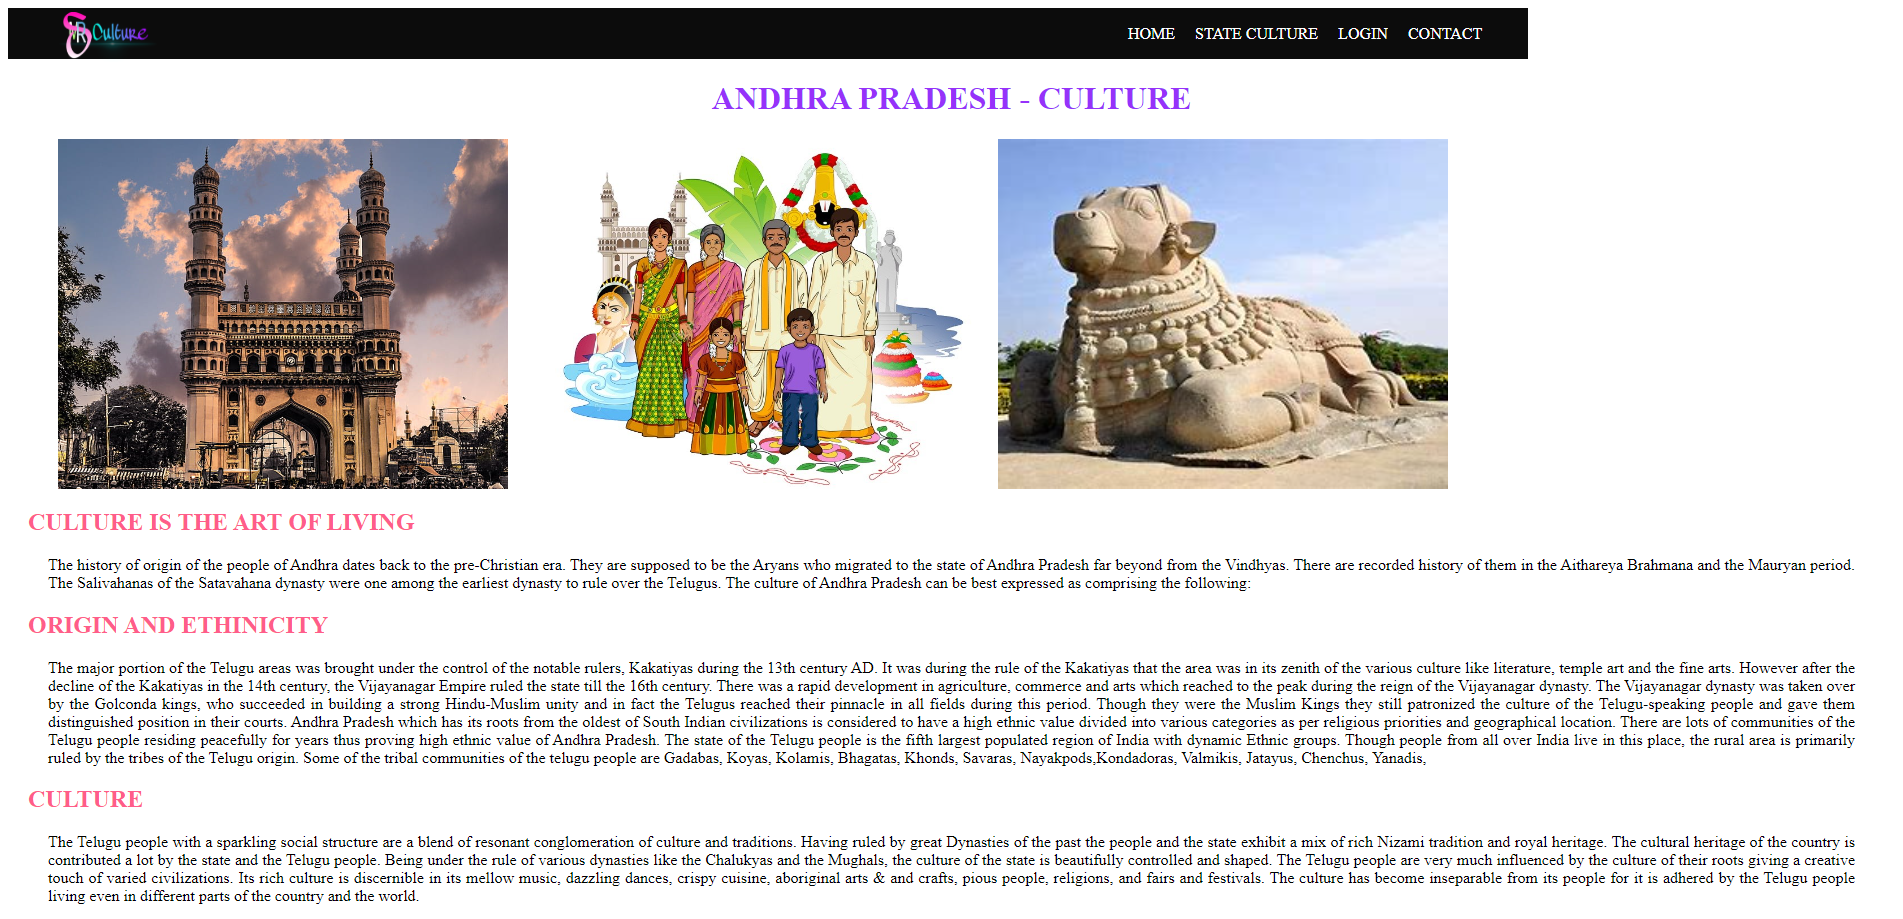 Culture
HOME STATE CULTURE LOGIN CONTACT
ANDHRA PRADESH - CULTURE
CULTURE IS THE ART OF LIVING
The history of origin of the people of Andhra dates back to the pre-Christian era. They are supposed to be the Aryans who migrated to the state of Andhra Pradesh far beyond from the Vindhyas. There are recorded history of them in the Aithareya Brahmana and the Mauryan period.
The Salivahanas of the Satavahana dynasty were one among the earliest dynasty to rule over the Telugus. The culture of Andhra Pradesh can be best expressed as comprising the following:
ORIGIN AND ETHINICITY
The major portion of the Telugu areas was brought under the control of the notable rulers, Kakatiyas during the 13th century AD. It was during the rule of the Kakatiyas that the area was in its zenith of the various culture like literature, temple art and the fine arts. However after the
decline of the Kakatiyas in the 14th century, the Vijayanagar Empire ruled the state till the 16th century. There was a rapid development in agriculture, commerce and arts which reached to the peak during the reign of the Vijayanagar dynasty. The Vijayanagar dynasty was taken over
by the Golconda kings, who succeeded in building a strong Hindu-Muslim unity and in fact the Telugus reached their pinnacle in all fields during this period. Though they were the Muslim Kings they still patronized the culture of the Telugu-speaking people and gave them
distinguished position in their courts. Andhra Pradesh which has its roots from the oldest of South Indian civilizations is considered to have a high ethnic value divided into various categories as per religious priorities and geographical location. There are lots of communities of the
Telugu people residing peacefully for years thus proving high ethnic value of Andhra Pradesh. The state of the Telugu people is the fifth largest populated region of India with dynamic Ethnic groups. Though people from all over India live in this place, the rural area is primarily
ruled by the tribes of the Telugu origin. Some of the tribal communities of the telugu people are Gadabas, Koyas, Kolamis, Bhagatas, Khonds, Savaras, Nayakpods,Kondadoras, Valmikis, Jatayus, Chenchus, Yanadis,
CULTURE
The Telugu people with a sparkling social structure are a blend of resonant conglomeration of culture and traditions. Having ruled by great Dynasties of the past the people and the state exhibit a mix of rich Nizami tradition and royal heritage. The cultural heritage of the country is
contributed a lot by the state and the Telugu people. Being under the rule of various dynasties like the Chalukyas and the Mughals, the culture of the state is beautifully controlled and shaped. The Telugu people are very much influenced by the culture of their roots giving a creative
touch of varied civilizations. Its rich culture is discernible in its mellow music, dazzling dances, crispy cuisine, aboriginal arts & and crafts, pious people, religions, and fairs and festivals. The culture has become inseparable from its people for it is adhered by the Telugu people
living even in different parts of the country and the world.